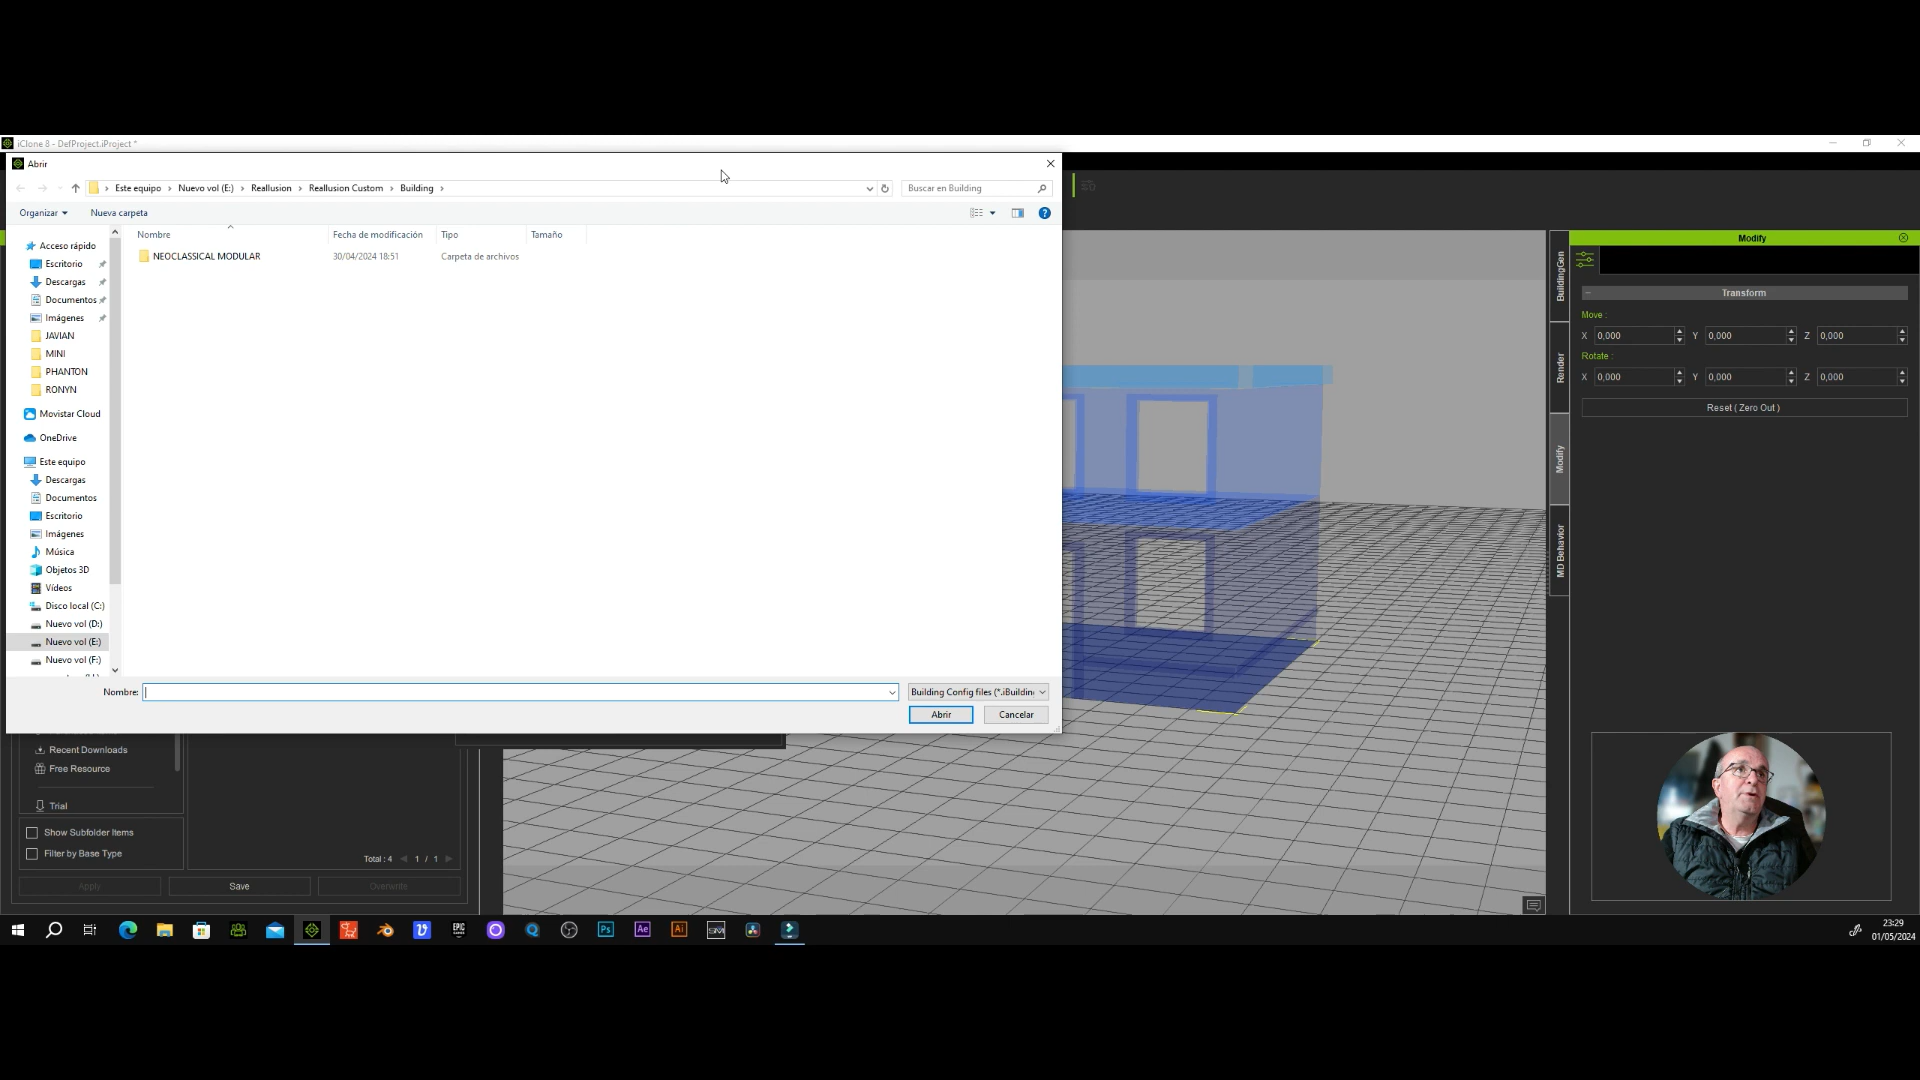 iClone 8 - DefProject.iProject *
Abrir
Este equipo > Nuevo vol (E:) > Reallusion > Reallusion Custom > Building >
Buscar en Building
Organizar
Nueva carpeta
Nombre
Fecha de modificación
Tipo
Tamaño
NEOCLASSICAL MODULAR
30/04/2024 18:51
Carpeta de archivos
Acceso rápido
Escritorio
Descargas
Documentos
Imágenes
JAVIAN
MINI
PHANTON
RONYN
Movistar Cloud
OneDrive
Este equipo
Descargas
Documentos
Escritorio
Imágenes
Música
Objetos 3D
Vídeos
Disco local (C:)
Nuevo vol (D:)
Nuevo vol (E:)
Nuevo vol (F:)
Nombre:
Building Config files (*.iBuildin
Abrir
Cancelar
Recent Downloads
Free Resource
Trial
Show Subfolder Items
Filter by Base Type
Total : 4
1 / 1
Apply
Save
Overwrite
BuildingGen
Render
Modify
MD Behavior
Modify
Transform
Move :
X 0,000 Y 0,000 Z 0,000
Rotate :
X 0,000 Y 0,000 Z 0,000
Reset ( Zero Out )
EPIC
Ps
Ae
Ai
23:29
01/05/2024